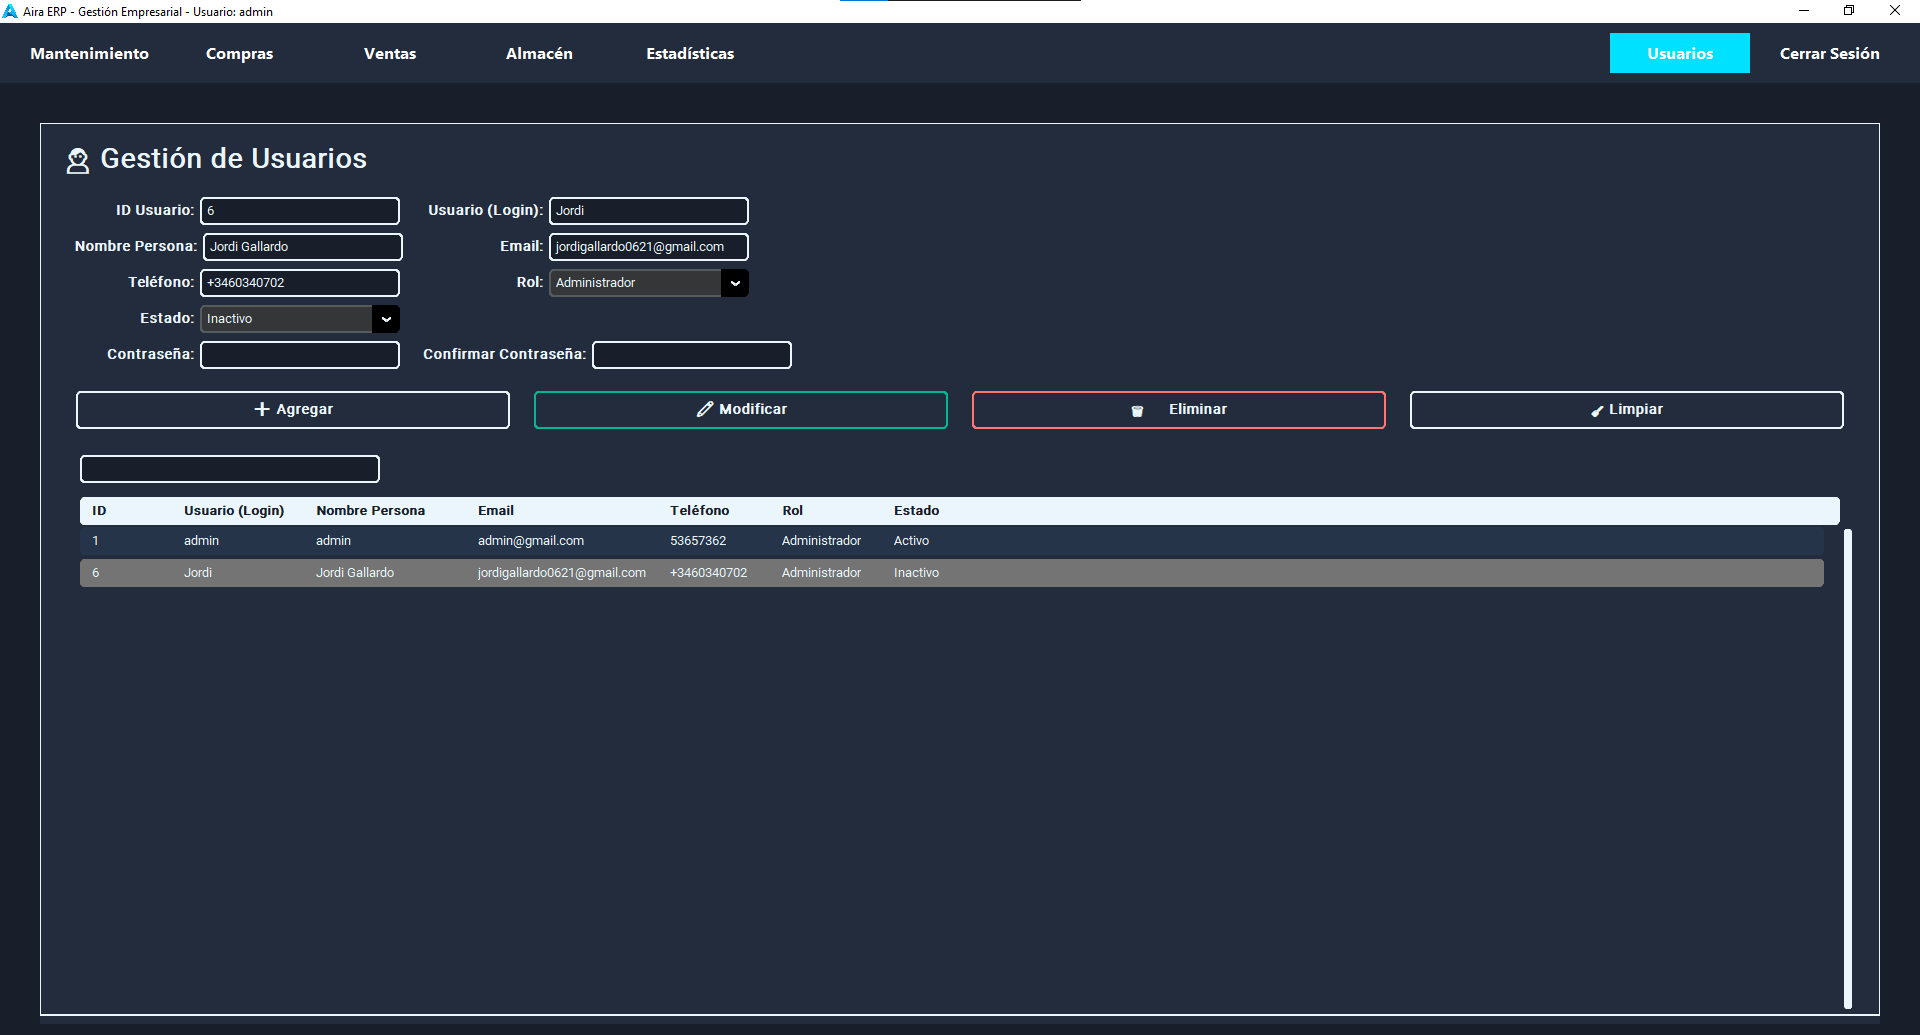 Aira ERP - Gestión Empresarial - Usuario: admin
Mantenimiento Compras Ventas Almacén Estadísticas Usuarios Cerrar Sesión
Gestión de Usuarios
ID Usuario: 6 Usuario (Login): Jordi
Nombre Persona: Jordi Gallardo Email: jordigallardo0621@gmail.com
Teléfono: +3460340702 Rol: Administrador
Estado: Inactivo
Contraseña: Confirmar Contraseña:
Agregar Modificar Eliminar Limpiar
ID Usuario (Login) Nombre Persona Email Teléfono Rol Estado
1 admin admin admin@gmail.com 53657362 Administrador Activo
6 Jordi Jordi Gallardo jordigallardo0621@gmail.com +3460340702 Administrador Inactivo